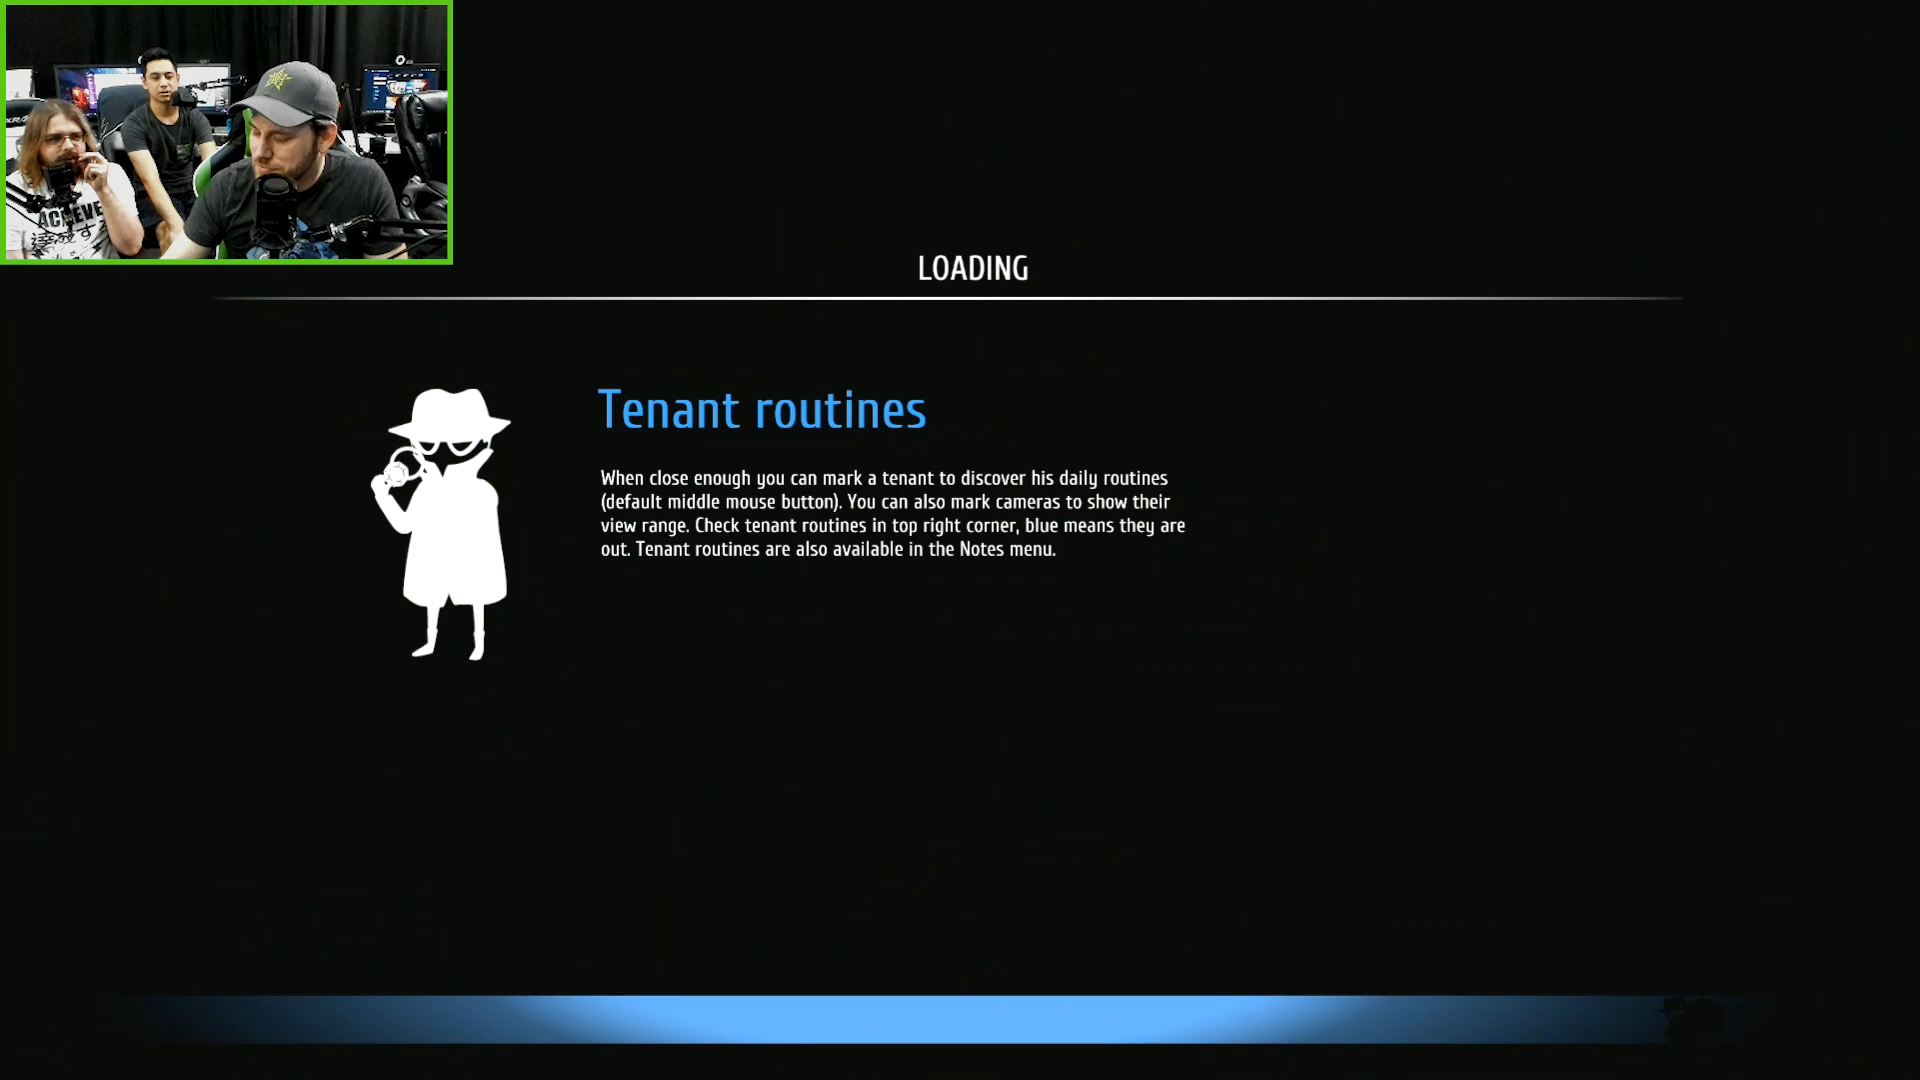 ACHIEVE
LOADING
Tenant routines
When close enough you can mark a tenant to discover his daily routines
(default middle mouse button). You can also mark cameras to show their
view range. Check tenant routines in top right corner, blue means they are
out. Tenant routines are also available in the Notes menu.